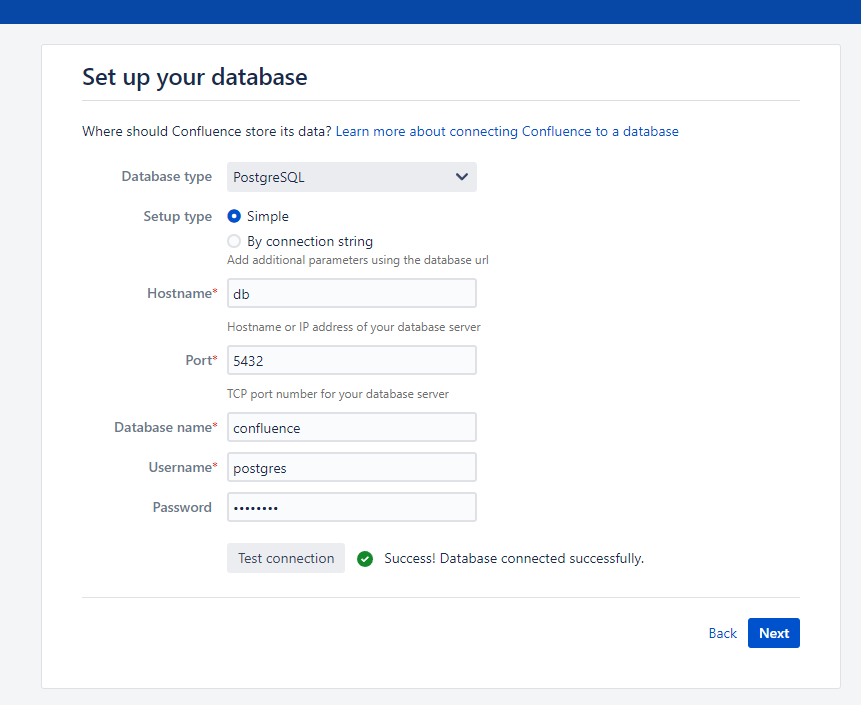 Set up your database
Where should Confluence store its data? Learn more about connecting Confluence to a database
Database type PostgreSQL
Setup type Simple
By connection string
Add additional parameters using the database url
Hostname* db
Hostname or IP address of your database server
Port* 5432
TCP port number for your database server
Database name* confluence
Username* postgres
Password ••••••••
Test connection Success! Database connected successfully.
Back Next